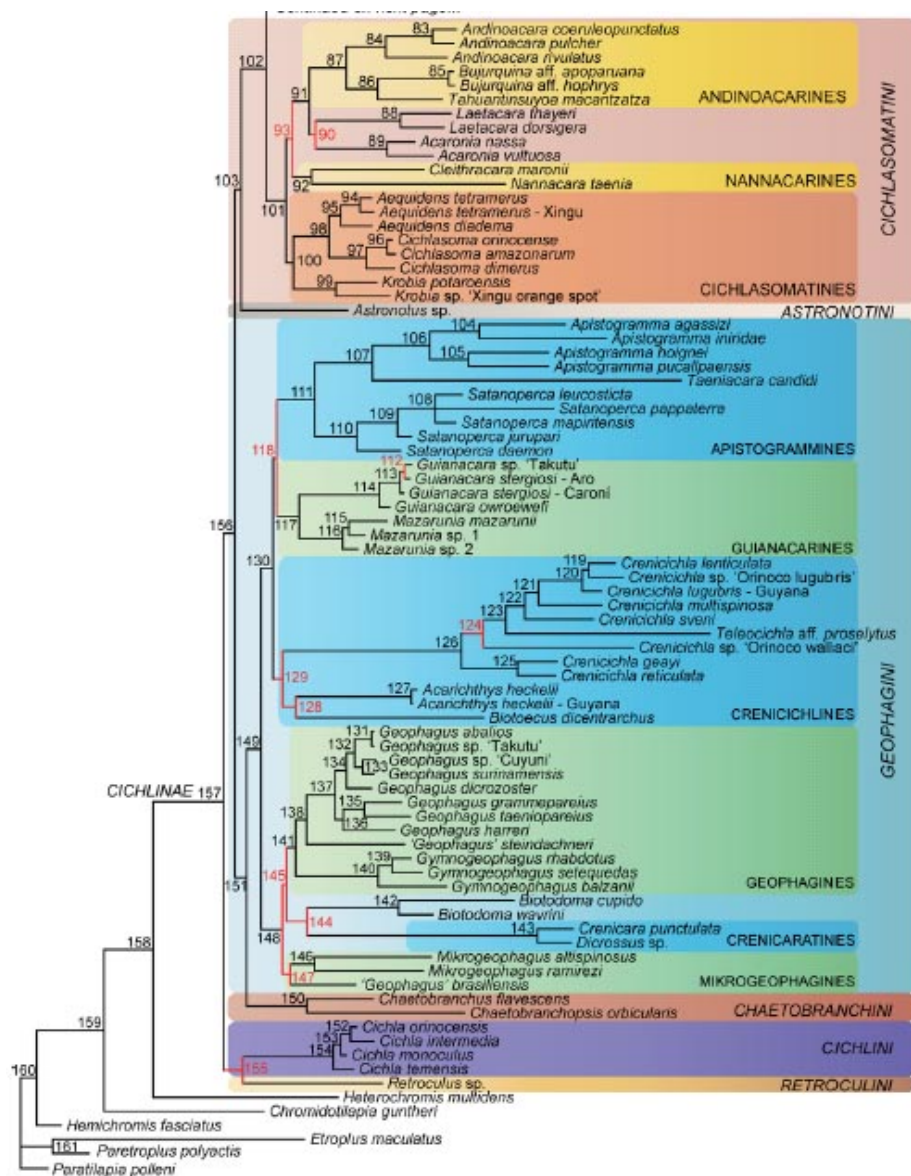 102
83 Andinoacara coeruleopunctatus
84 Andinoacara pulcher
Andinoacara rivulatus
87
85 Bujurquina aff. apoparuana
Bujurquina aff. hophrys
86
Tahuantinsuyoa macantzatza
ANDINOACARINES
91
88 Laetacara thayeri
Laetacara dorsigera
93
90
89 Acaronia nassa
Acaronia vultuosa
Cleithracara maronii
92
Nannacara taenia
NANNACARINES
CICHLASOMATINI
103
101
94 Aequidens tetramerus
95 Aequidens tetramerus - Xingu
Aequidens diadema
98
96 Cichlasoma orinocense
97 Cichlasoma amazonarum
Cichlasoma dimerus
100
99 Krobia potaroensis
Krobia sp. 'Xingu orange spot'
CICHLASOMATINES
Astronotus sp.
ASTRONOTINI
104 Apistogramma agassizi
106
Apistogramma iniridae
107
105 Apistogramma hoignei
Apistogramma pucallpaensis
Taeniacara candidi
111
108 Satanoperca leucosticta
Satanoperca pappaterra
109
Satanoperca mapiritensis
110 Satanoperca jurupari
Satanoperca daemon
APISTOGRAMMINES
118
112 Guianacara sp. 'Takutu'
113 Guianacara stergiosi - Aro
114 Guianacara stergiosi - Caroni
Guianacara owroewefi
117
115 Mazarunia mazarunii
116 Mazarunia sp. 1
Mazarunia sp. 2
GUIANACARINES
156
130
119 Crenicichla lenticulata
120 Crenicichla sp. 'Orinoco lugubris'
121 Crenicichla lugubris - Guyana
122 Crenicichla multispinosa
123
Crenicichla sveni
124
Teleocichla aff. proselytus
126
Crenicichla sp. 'Orinoco wallaci'
125 Crenicichla geayi
Crenicichla reticulata
129
127 Acarichthys heckelii
128 Acarichthys heckelii - Guyana
Biotoecus dicentrarchus
CRENICICHLINES
GEOPHAGINI
149
131 Geophagus abalios
132 Geophagus sp. 'Takutu'
133 Geophagus sp. 'Cuyuni'
134 Geophagus surinamensis
Geophagus dicrozoster
137
135 Geophagus grammepareius
Geophagus taeniopareius
136 Geophagus harreri
138
'Geophagus' steindachneri
141
139 Gymnogeophagus rhabdotus
140 Gymnogeophagus setequedas
Gymnogeophagus balzanii
GEOPHAGINES
CICHLINAE 157
145
142 Biotodoma cupido
Biotodoma wavrini
144
143 Crenicara punctulata
Dicrossus sp.
CRENICARATINES
151
148
146 Mikrogeophagus altispinosus
Mikrogeophagus ramirezi
147
'Geophagus' brasiliensis
MIKROGEOPHAGINES
150 Chaetobranchus flavescens
Chaetobranchopsis orbicularis
CHAETOBRANCHINI
158
152 Cichla orinocensis
153 Cichla intermedia
154 Cichla monoculus
Cichla temensis
CICHLINI
155
Retroculus sp.
RETROCULINI
159
Heterochromis multidens
Chromidotilapia guntheri
160
Hemichromis fasciatus
Etroplus maculatus
161 Paretroplus polyactis
Paratilapia polleni